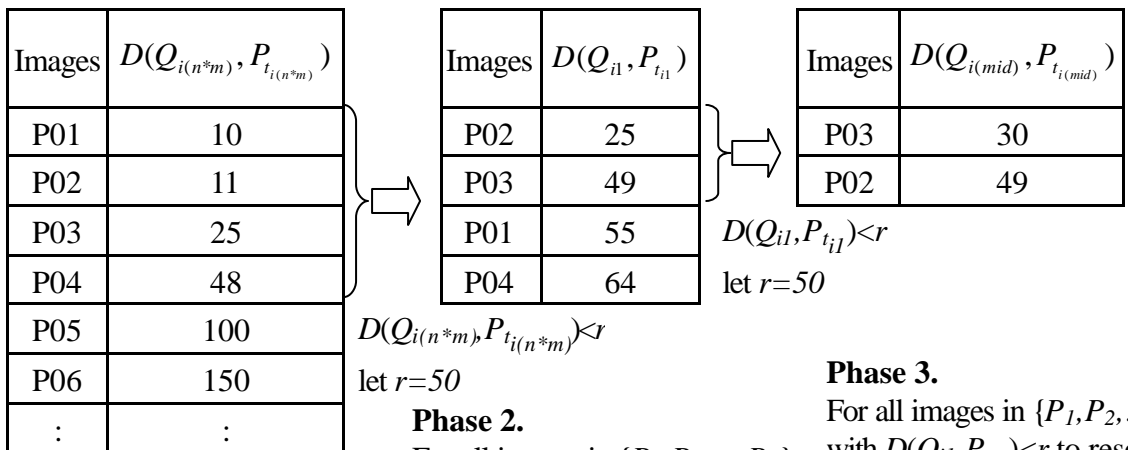 Images D(Q_{i(n*m)}, P_{t_{i(n*m)}})
P01 10
P02 11
P03 25
P04 48
P05 100
P06 150
: :
D(Q_{i(n*m)}, P_{t_{i(n*m)}})<r
let r=50
Images D(Q_{i1}, P_{t_{i1}})
P02 25
P03 49
P01 55
P04 64
D(Q_{i1}, P_{t_{i1}})<r
let r=50
Images D(Q_{i(mid)}, P_{t_{i(mid)}})
P03 30
P02 49
Phase 2.
Phase 3.
For all images in {P_1,P_2,